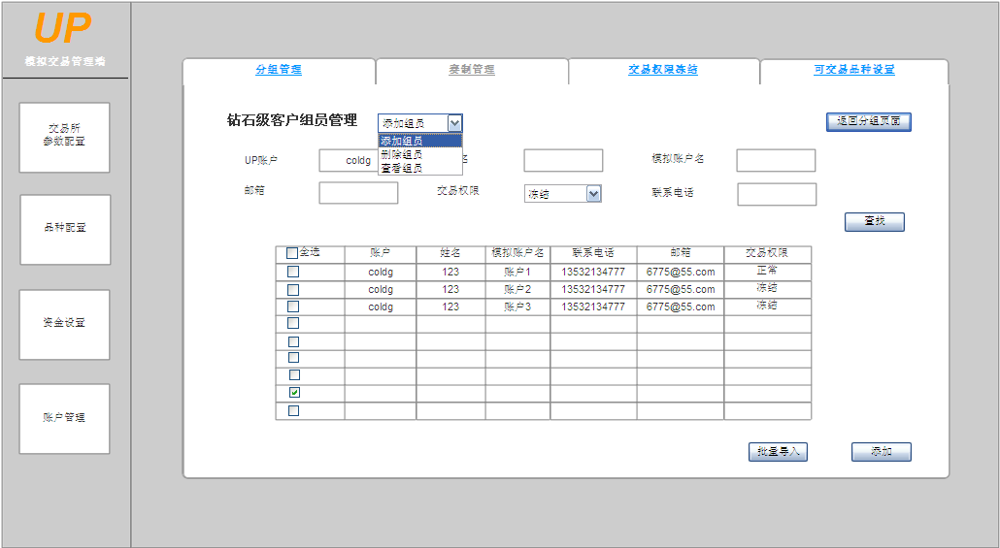 UP
模拟交易管理端
交易所
参数配置
品种配置
资金设置
账户管理
分组管理
赛制管理
交易权限冻结
可交易品种设置
钻石级客户组员管理
添加组员
返回分组页面
添加组员
删除组员
查看组员
UP账户
coldg
名
模拟账户名
邮箱
交易权限
冻结
联系电话
查找
全选 账户 姓名 模拟账户名 联系电话 邮箱 交易权限
coldg 123 账户1 13532134777 6775@55.com 正常
coldg 123 账户2 13532134777 6775@55.com 冻结
coldg 123 账户3 13532134777 6775@55.com 冻结
批量导入
添加